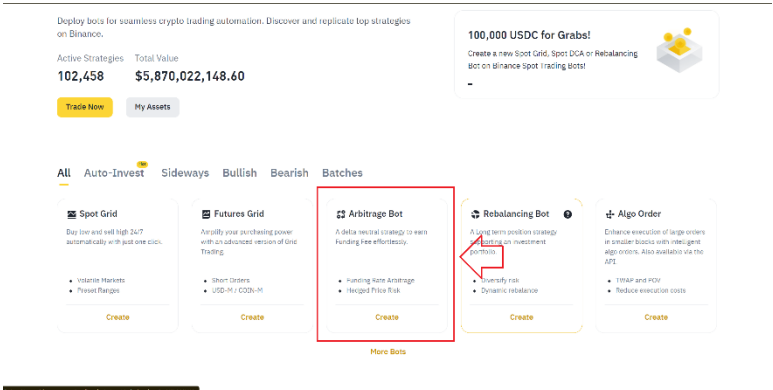 Deploy bots for seamless crypto trading automation. Discover and replicate top strategies
on Binance.
Active Strategies Total Value
102,458 $5,870,022,148.60
Trade Now My Assets
100,000 USDC for Grabs!
Create a new Spot Grid, Spot DCA or Rebalancing
Bot on Binance Spot Trading Bots!
–
All Auto-Invest Sideways Bullish Bearish Batches
Spot Grid
Buy low and sell high 24/7
automatically with just one click.
• Volatile Markets
• Preset Ranges
Create
Futures Grid
Amplify your purchasing power
with an advanced version of Grid
Trading.
• Short Orders
• USD-M / COIN-M
Create
Arbitrage Bot
A delta neutral strategy to earn
Funding Fee effortlessly.
• Funding Rate Arbitrage
• Hedged Price Risk
Create
Rebalancing Bot
A long term position strategy
supporting an investment
portfolio.
• Diversify risk
• Dynamic rebalance
Create
Algo Order
Enhance execution of large orders
in smaller blocks with intelligent
algo orders. Also available via the
API.
• TWAP and POV
• Reduce execution costs
Create
More Bots